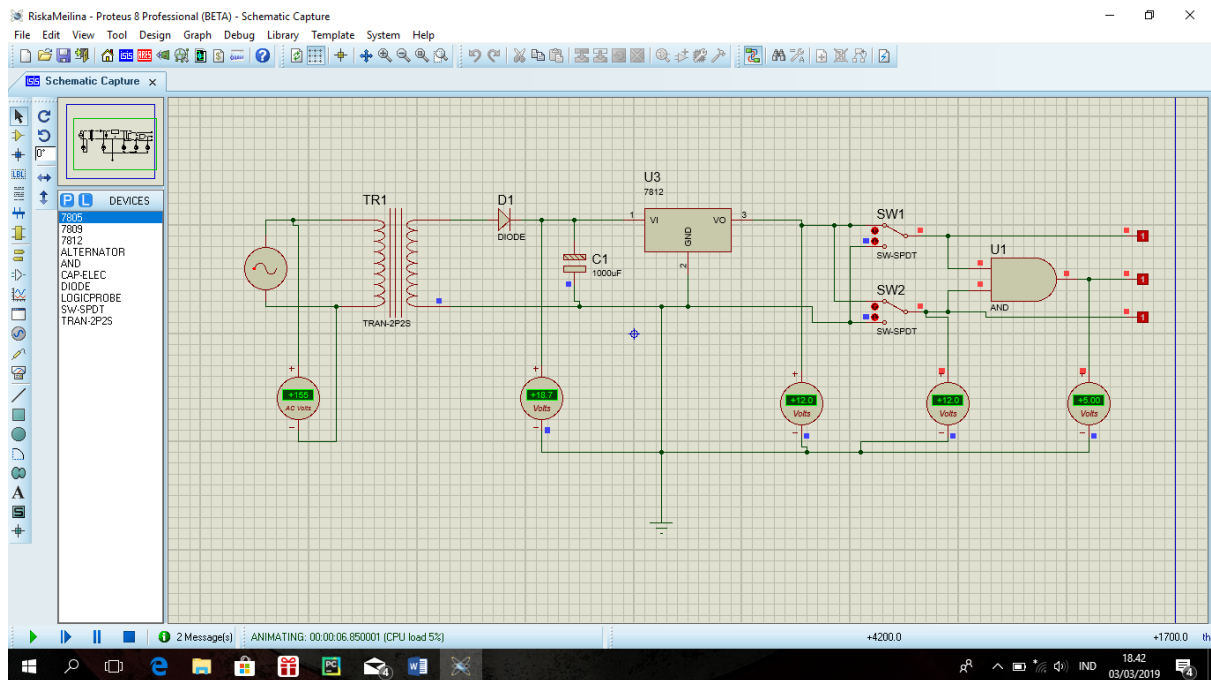 RiskaMeilina - Proteus 8 Professional (BETA) - Schematic Capture
File Edit View Tool Design Graph Debug Library Template System Help
Schematic Capture
0°
LBL
P L DEVICES
7805
7809
7812
ALTERNATOR
AND
CAP-ELEC
DIODE
LOGICPROBE
SW-SPDT
TRAN-2P2S
TR1
TRAN-2P2S
D1
DIODE
C1
1000uF
U3
7812
1 VI VO 3
GND
2
SW1
SW-SPDT
SW2
SW-SPDT
U1
AND
1
1
1
+155
AC Volts
+18.7
Volts
+12.0
Volts
+12.0
Volts
+5.00
Volts
2 Message(s) ANIMATING: 00:00:06.850001 (CPU load 5%) +4200.0 +1700.0 th
IND 18.42
03/03/2019